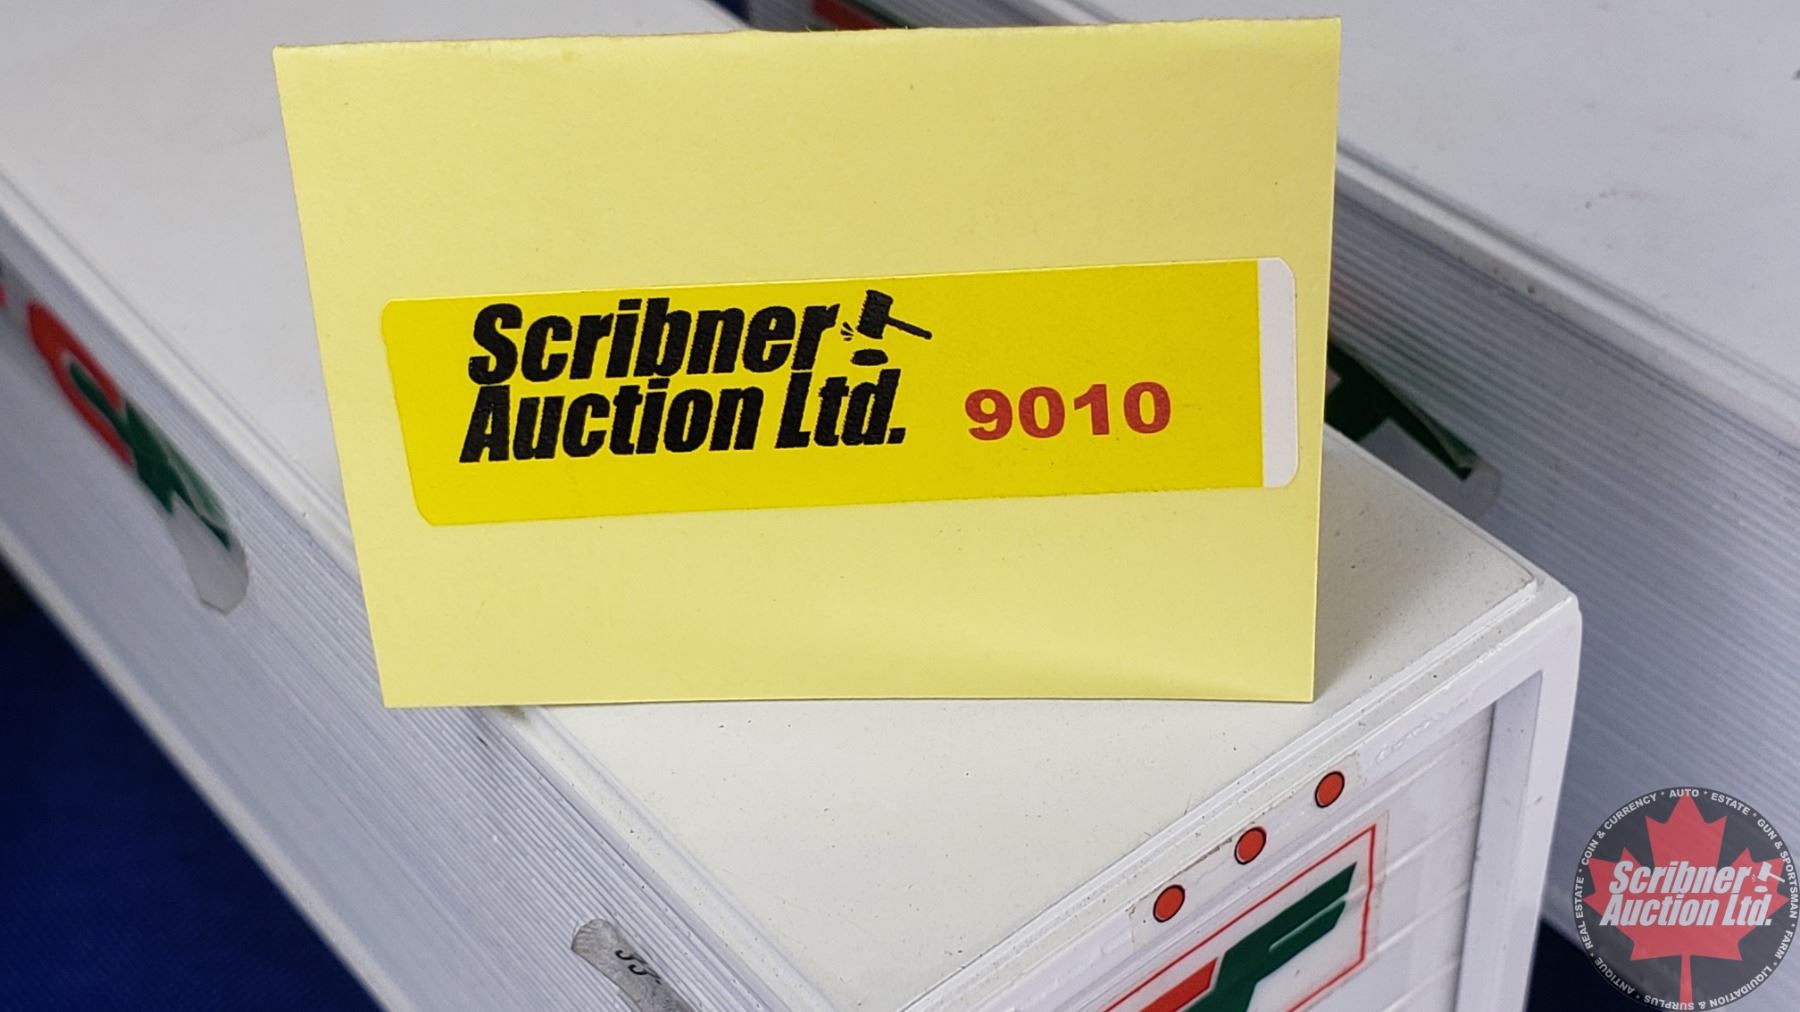 Scribner
Auction Ltd. 9010
COIN & CURRENCY * AUTO * ESTATE * GUN & SPORTSMAN * FARM * LIQUIDATION & SURPLUS * ANTIQUE * REAL ESTATE *
Scribner
Auction Ltd.